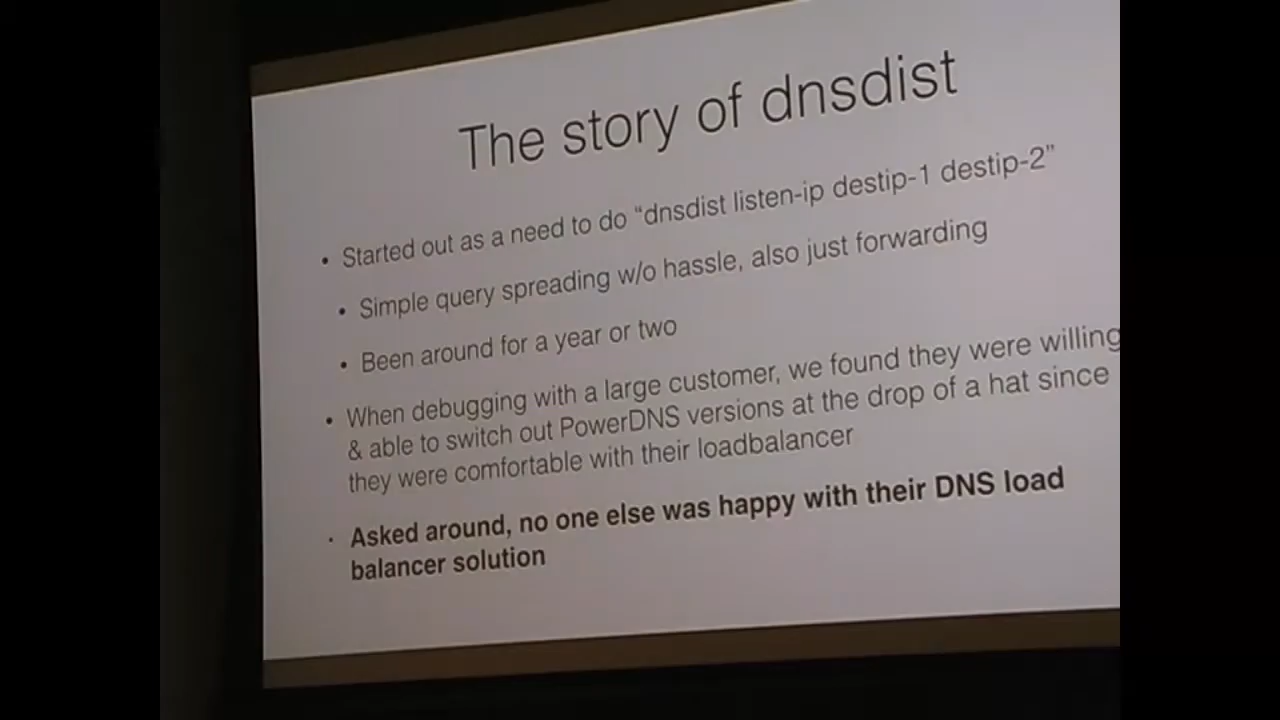 The story of dnsdist
• Started out as a need to do “dnsdist listen-ip destip-1 destip-2”
• Simple query spreading w/o hassle, also just forwarding
• Been around for a year or two
• When debugging with a large customer, we found they were willing
& able to switch out PowerDNS versions at the drop of a hat since
they were comfortable with their loadbalancer
• Asked around, no one else was happy with their DNS load
balancer solution